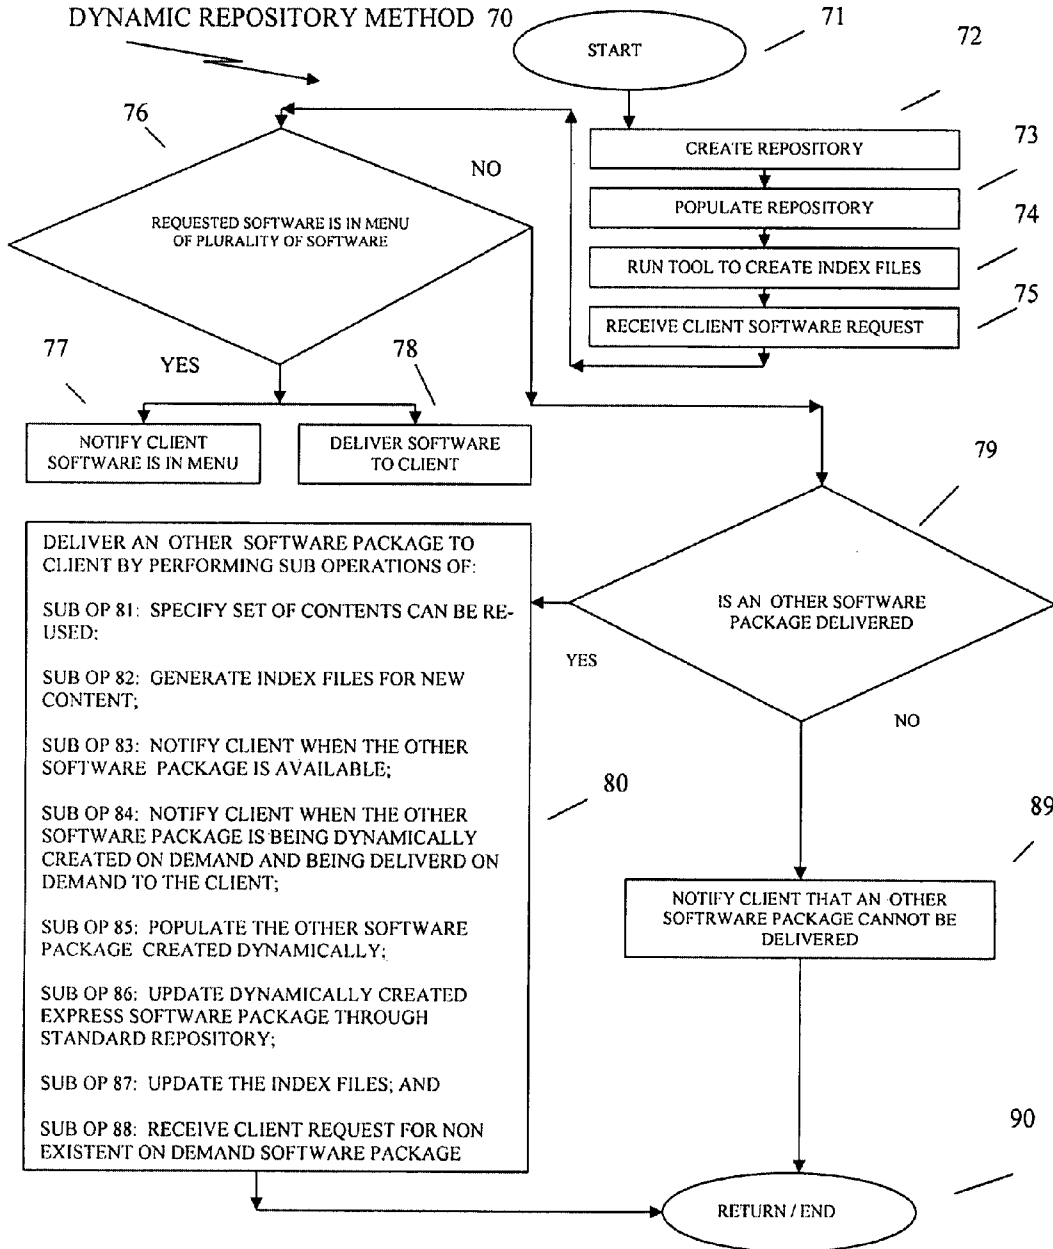 DYNAMIC REPOSITORY METHOD 70
71
START
72
CREATE REPOSITORY
73
POPULATE REPOSITORY
74
RUN TOOL TO CREATE INDEX FILES
75
RECEIVE CLIENT SOFTWARE REQUEST
76
NO
REQUESTED SOFTWARE IS IN MENU
OF PLURALITY OF SOFTWARE
YES
77
NOTIFY CLIENT
SOFTWARE IS IN MENU
78
DELIVER SOFTWARE
TO CLIENT
79
IS AN OTHER SOFTWARE
PACKAGE DELIVERED
YES
NO
DELIVER AN OTHER SOFTWARE PACKAGE TO
CLIENT BY PERFORMING SUB OPERATIONS OF:
SUB OP 81: SPECIFY SET OF CONTENTS CAN BE RE-
USED;
SUB OP 82: GENERATE INDEX FILES FOR NEW
CONTENT;
SUB OP 83: NOTIFY CLIENT WHEN THE OTHER
SOFTWARE PACKAGE IS AVAILABLE;
SUB OP 84: NOTIFY CLIENT WHEN THE OTHER
SOFTWARE PACKAGE IS BEING DYNAMICALLY
CREATED ON DEMAND AND BEING DELIVERD ON
DEMAND TO THE CLIENT;
SUB OP 85: POPULATE THE OTHER SOFTWARE
PACKAGE CREATED DYNAMICALLY;
SUB OP 86: UPDATE DYNAMICALLY CREATED
EXPRESS SOFTWARE PACKAGE THROUGH
STANDARD REPOSITORY;
SUB OP 87: UPDATE THE INDEX FILES; AND
SUB OP 88: RECEIVE CLIENT REQUEST FOR NON
EXISTENT ON DEMAND SOFTWARE PACKAGE
80
89
NOTIFY CLIENT THAT AN OTHER
SOFTRWARE PACKAGE CANNOT BE
DELIVERED
90
RETURN / END